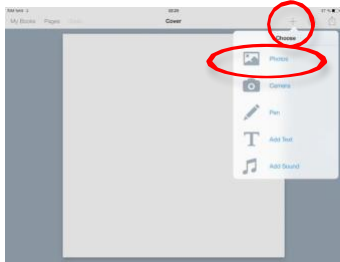 My Books Pages Cover
Choose
Photos
Camera
Pen
Add Text
Add Sound